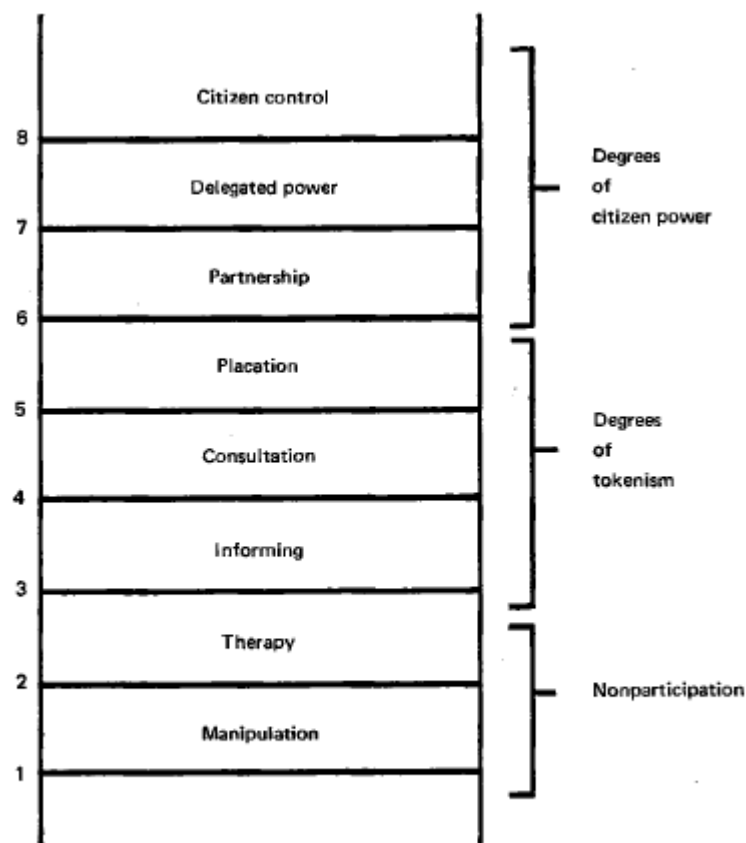 Citizen control
8
Delegated power
7
Partnership
6
Placation
5
Consultation
4
Informing
3
Therapy
2
Manipulation
1
Degrees
of
citizen power
Degrees
of
tokenism
Nonparticipation